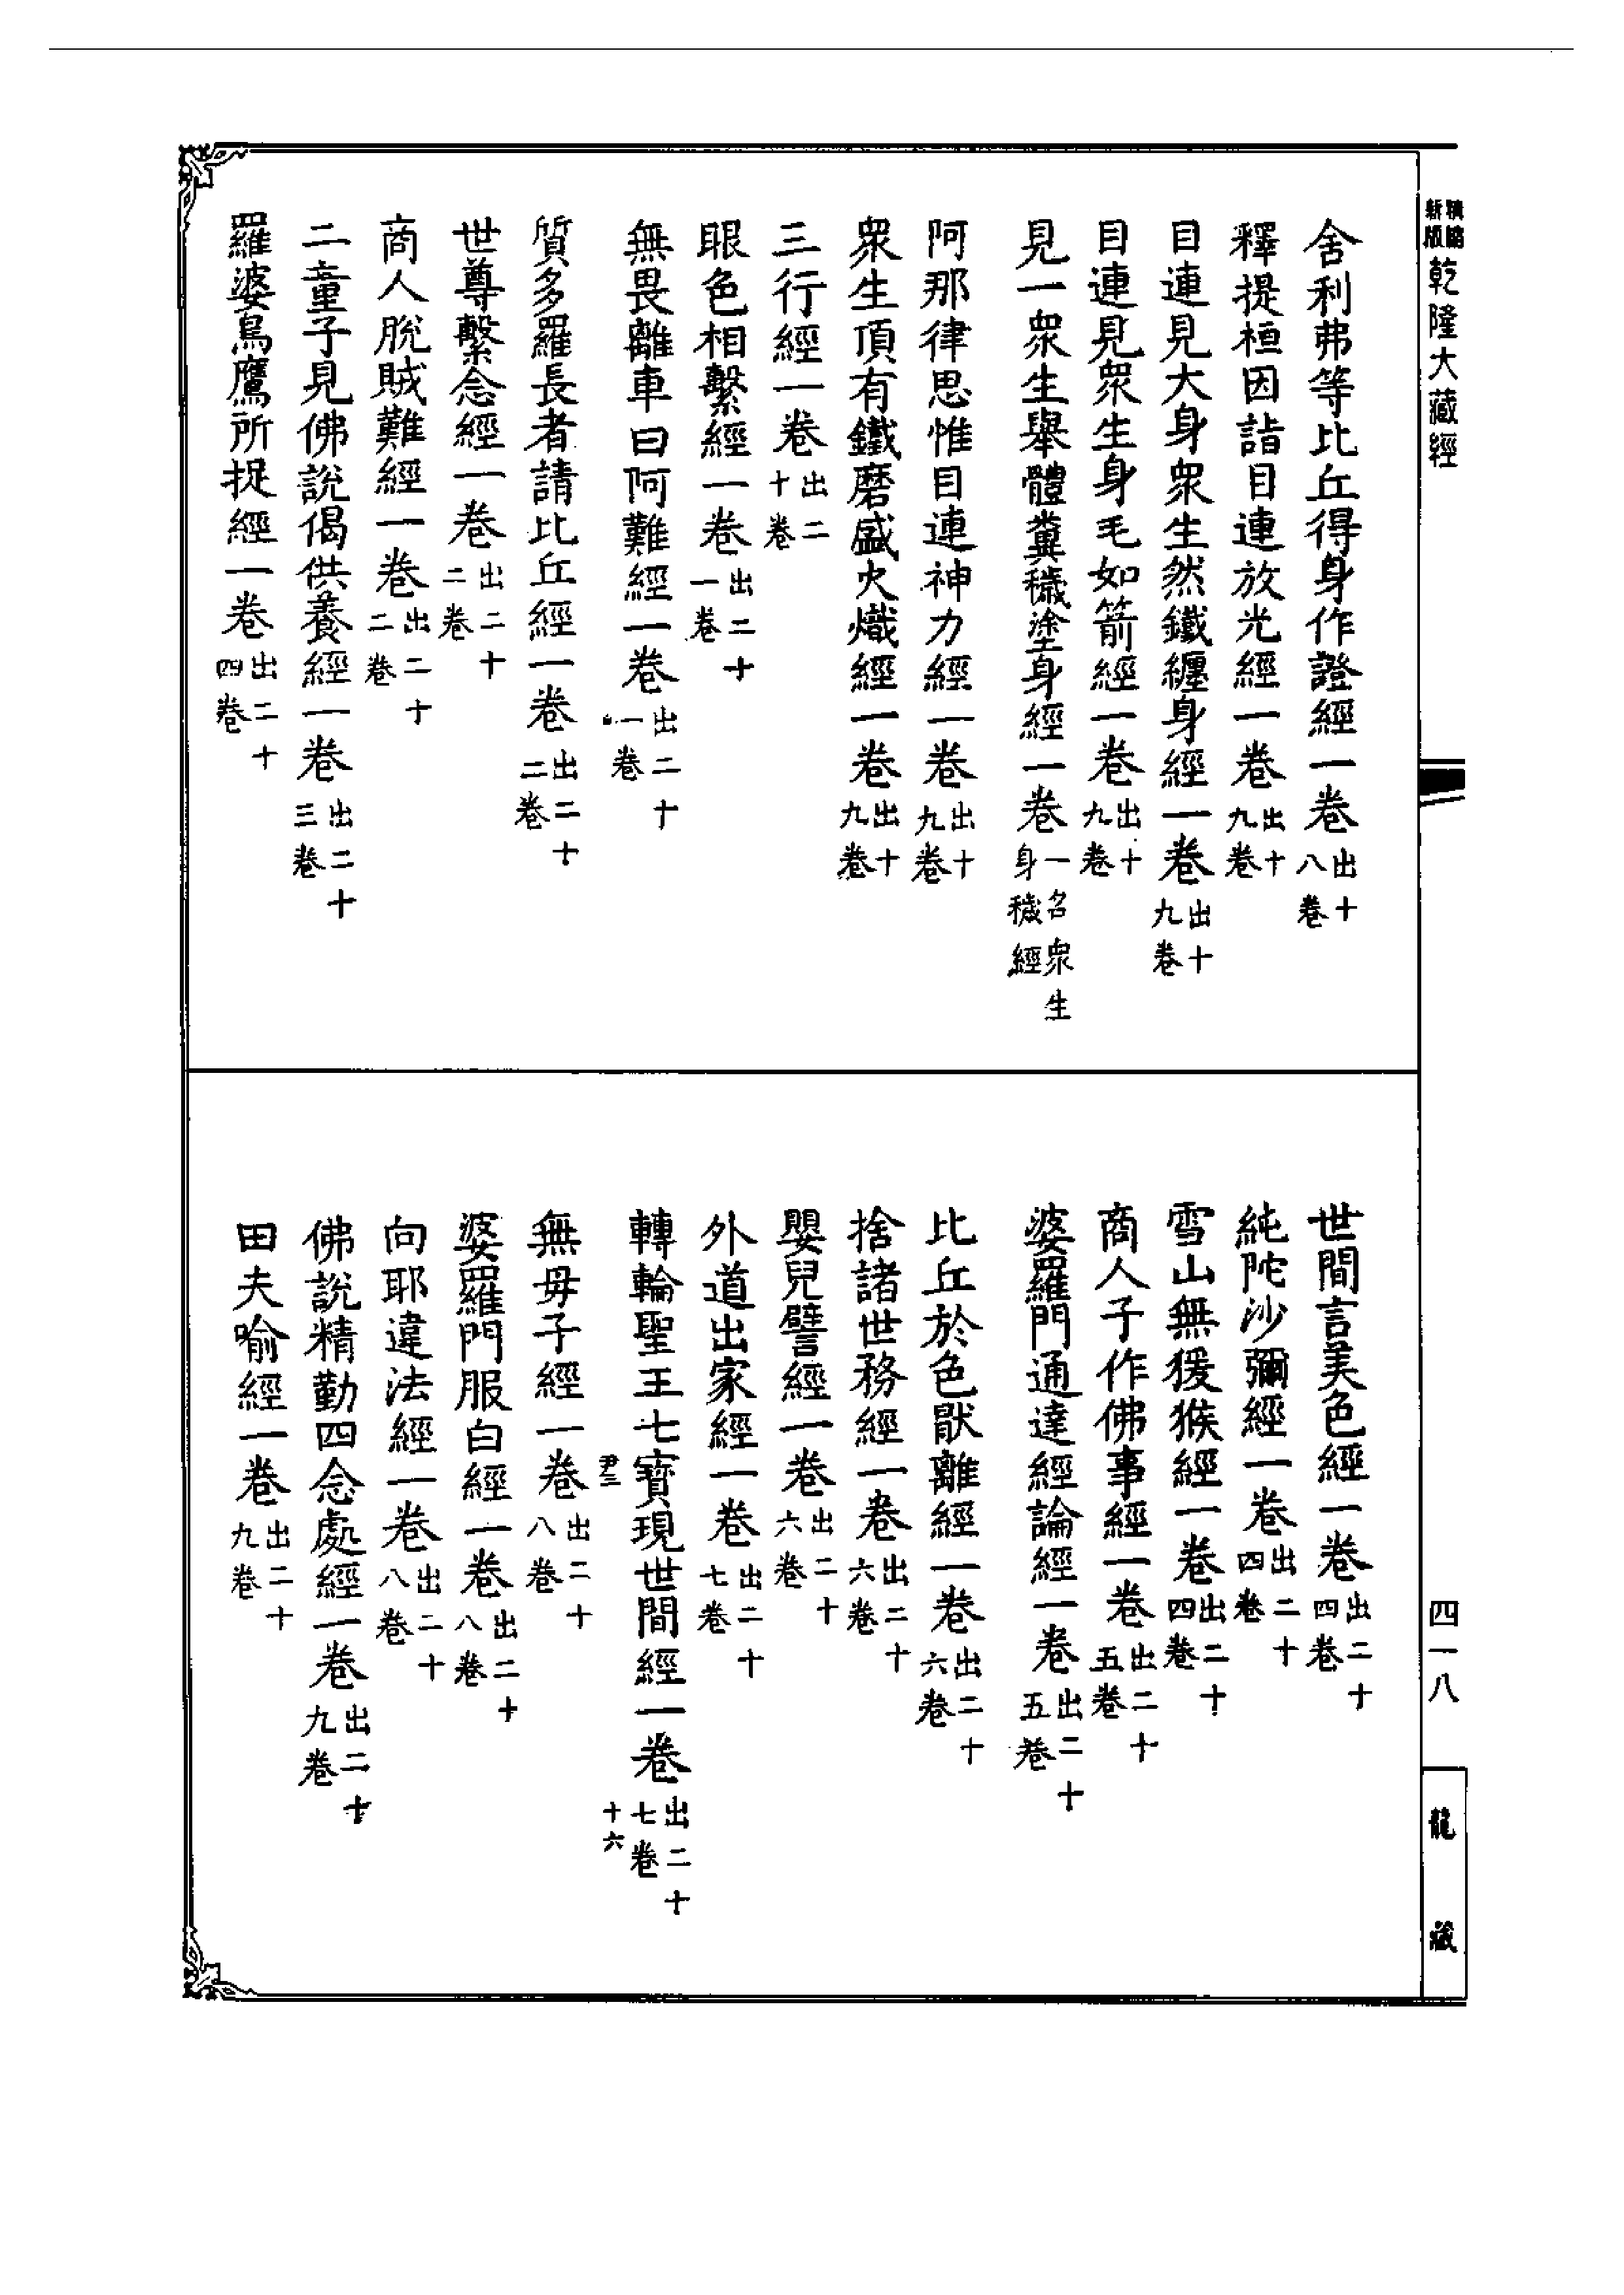 新版精縮乾隆大藏經
四一八
龍藏
舍利弗等比丘得身作證經一卷出十八卷
釋提桓因詣目連放光經一卷出十九卷
目連見大身衆生然鐵纏身經一卷出十九卷
目連見衆生身毛如箭經一卷出十九卷
見一衆生舉體糞穢塗身經一卷一名衆生身穢經
阿那律思惟目連神力經一卷出十九卷
衆生頂有鐵磨盛火熾經一卷出十九卷
三行經一卷出二十卷
眼色相繫經一卷出二十一卷
無畏離車白阿難經一卷出二十一卷
質多羅長者請比丘經一卷出二十二卷
世尊繫念經一卷出二十二卷
商人脫賊難經一卷出二十二卷
二童子見佛說偈供養經一卷出二十三卷
羅婆鳥鷹所捉經一卷出二十四卷
世間言美色經一卷出二十四卷
純陀沙彌經一卷出二十四卷
雪山無猨猴經一卷出二十四卷
商人子作佛事經一卷出二十五卷
婆羅門通達經論經一卷出二十五卷
比丘於色猒離經一卷出二十六卷
捨諸世務經一卷出二十六卷
嬰兒譬經一卷出二十六卷
外道出家經一卷出二十七卷
轉輪聖王七寶現世間經一卷出二十七卷
尹三 十六
無毋子經一卷出二十八卷
婆羅門服白經一卷出二十八卷
向耶違法經一卷出二十八卷
佛說精勤四念處經一卷出二十九卷
田夫喻經一卷出二十九卷